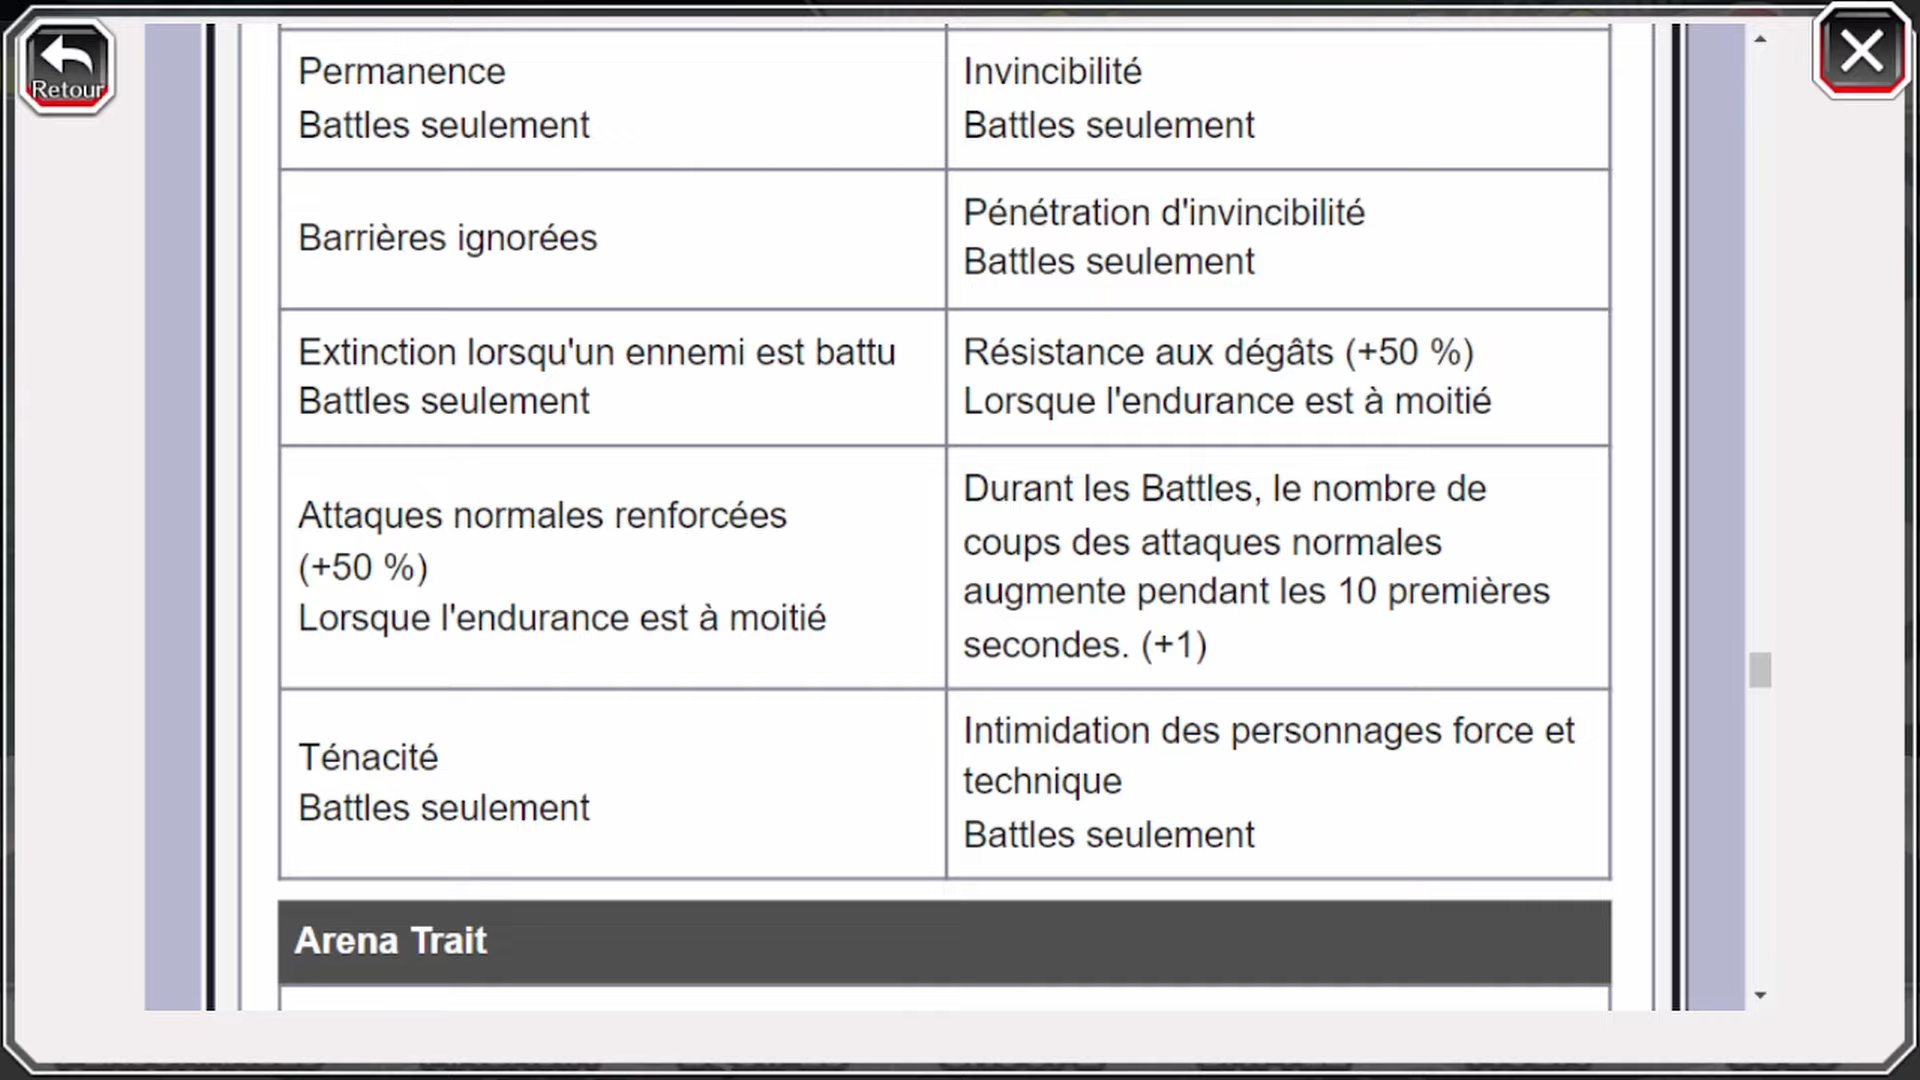 Retour
Permanence
Battles seulement
Invincibilité
Battles seulement
Barrières ignorées
Pénétration d'invincibilité
Battles seulement
Extinction lorsqu'un ennemi est battu
Battles seulement
Résistance aux dégâts (+50 %)
Lorsque l'endurance est à moitié
Attaques normales renforcées
(+50 %)
Lorsque l'endurance est à moitié
Durant les Battles, le nombre de
coups des attaques normales
augmente pendant les 10 premières
secondes. (+1)
Ténacité
Battles seulement
Intimidation des personnages force et
technique
Battles seulement
Arena Trait